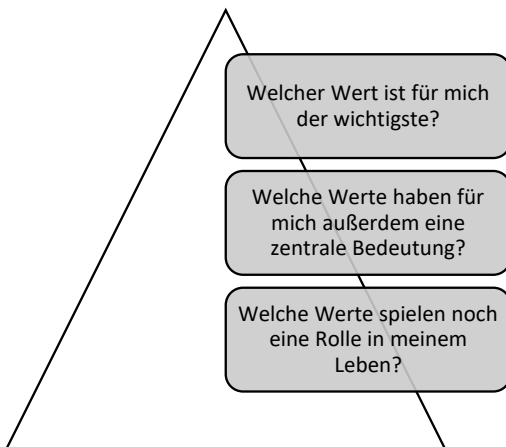 Welcher Wert ist für mich
der wichtigste?
Welche Werte haben für
mich außerdem eine
zentrale Bedeutung?
Welche Werte spielen noch
eine Rolle in meinem
Leben?